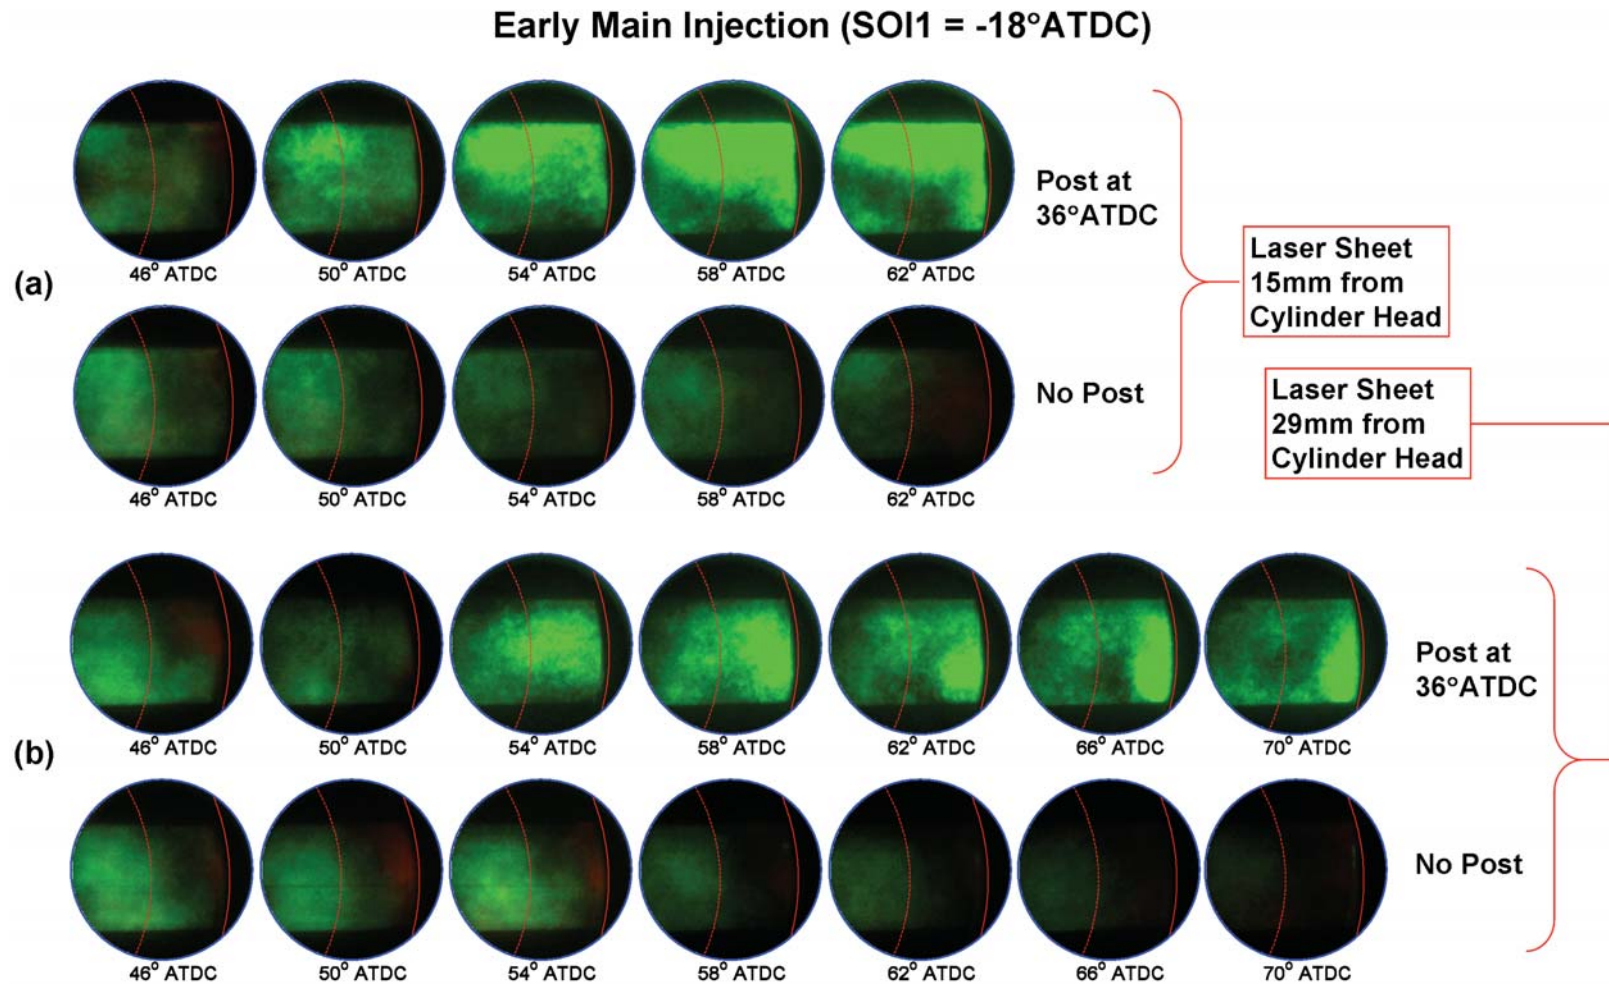 Early Main Injection (SOI1 = -18°ATDC)
46° ATDC
50° ATDC
54° ATDC
58° ATDC
62° ATDC
Post at
36°ATDC
(a)
46° ATDC
50° ATDC
54° ATDC
58° ATDC
62° ATDC
No Post
Laser Sheet
15mm from
Cylinder Head
Laser Sheet
29mm from
Cylinder Head
46° ATDC
50° ATDC
54° ATDC
58° ATDC
62° ATDC
66° ATDC
70° ATDC
Post at
36°ATDC
(b)
46° ATDC
50° ATDC
54° ATDC
58° ATDC
62° ATDC
66° ATDC
70° ATDC
No Post